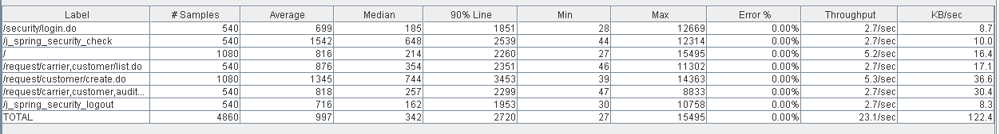 Label # Samples Average Median 90% Line Min Max Error % Throughput KB/sec
/security/login.do 540 699 185 1851 28 12669 0.00% 2.7/sec 8.7
/j_spring_security_check 540 1542 648 2539 44 12314 0.00% 2.7/sec 10.0
/ 1080 816 214 2260 27 15495 0.00% 5.2/sec 16.4
/request/carrier,customer/list.do 540 876 354 2351 46 11302 0.00% 2.7/sec 17.1
/request/customer/create.do 1080 1345 744 3453 39 14363 0.00% 5.3/sec 36.6
/request/carrier,customer,audit... 540 818 257 2299 47 8833 0.00% 2.7/sec 30.4
/j_spring_security_logout 540 716 162 1953 30 10758 0.00% 2.7/sec 8.3
TOTAL 4860 997 342 2720 27 15495 0.00% 23.1/sec 122.4